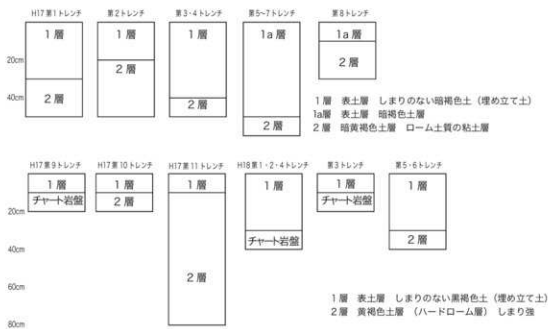 H17第1トレンチ 第2トレンチ 第3・4トレンチ 第5~7トレンチ 第8トレンチ
1層 1層 1層 1a層 1a層
20cm
2層 2層
40cm
2層 2層 2層
1層 表土層 しまりのない暗褐色土（埋め立て土）
1a層 表土層 暗褐色土層
2層 暗黄褐色土層 ローム土質の粘土層
H17第9トレンチ H17第10トレンチ H17第11トレンチ H18第1・2・4トレンチ 第3トレンチ 第5・6トレンチ
1層 1層 1層 1層 1層 1層
チャート岩盤 2層 チャート岩盤
20cm
チャート岩盤 2層
40cm
2層
60cm
80cm
1層 表土層 しまりのない黒褐色土（埋め立て土）
2層 黄褐色土層 （ハードローム層） しまり強